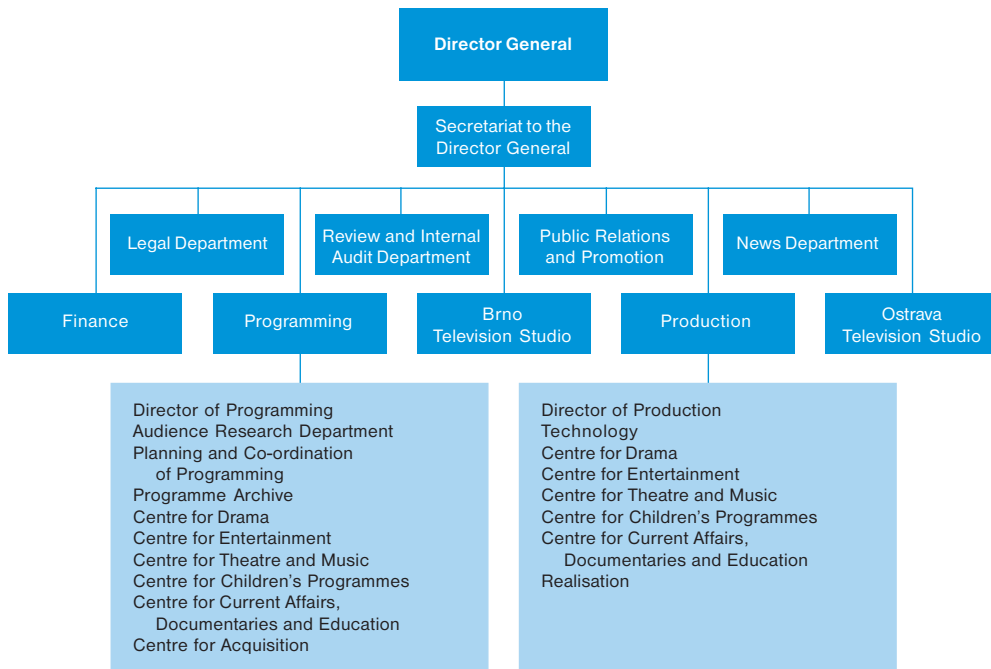 Director General
Secretariat to the
Director General
Legal Department
Review and Internal
Audit Department
Public Relations
and Promotion
News Department
Finance
Programming
Brno
Television Studio
Production
Ostrava
Television Studio
Director of Programming
Audience Research Department
Planning and Co-ordination
of Programming
Programme Archive
Centre for Drama
Centre for Entertainment
Centre for Theatre and Music
Centre for Children's Programmes
Centre for Current Affairs,
Documentaries and Education
Centre for Acquisition
Director of Production
Technology
Centre for Drama
Centre for Entertainment
Centre for Theatre and Music
Centre for Children's Programmes
Centre for Current Affairs,
Documentaries and Education
Realisation